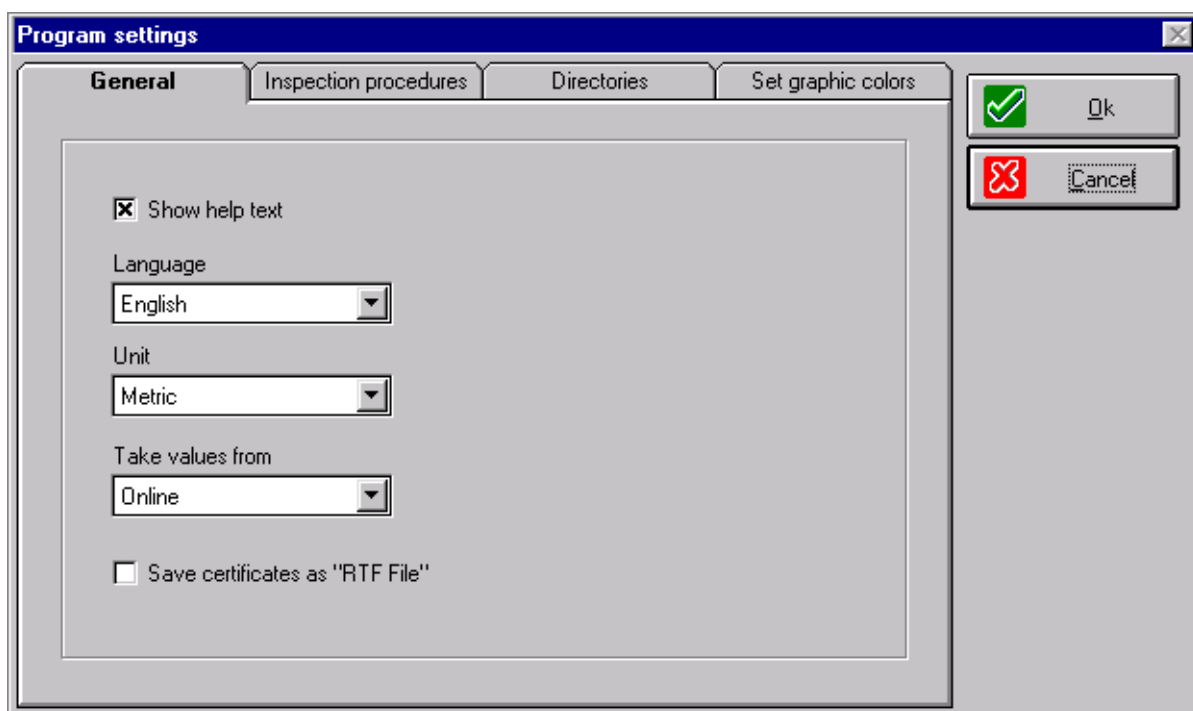 Program settings
General
Inspection procedures
Directories
Set graphic colors
Ok
Cancel
Show help text
Language
English
Unit
Metric
Take values from
Online
Save certificates as "RTF File"